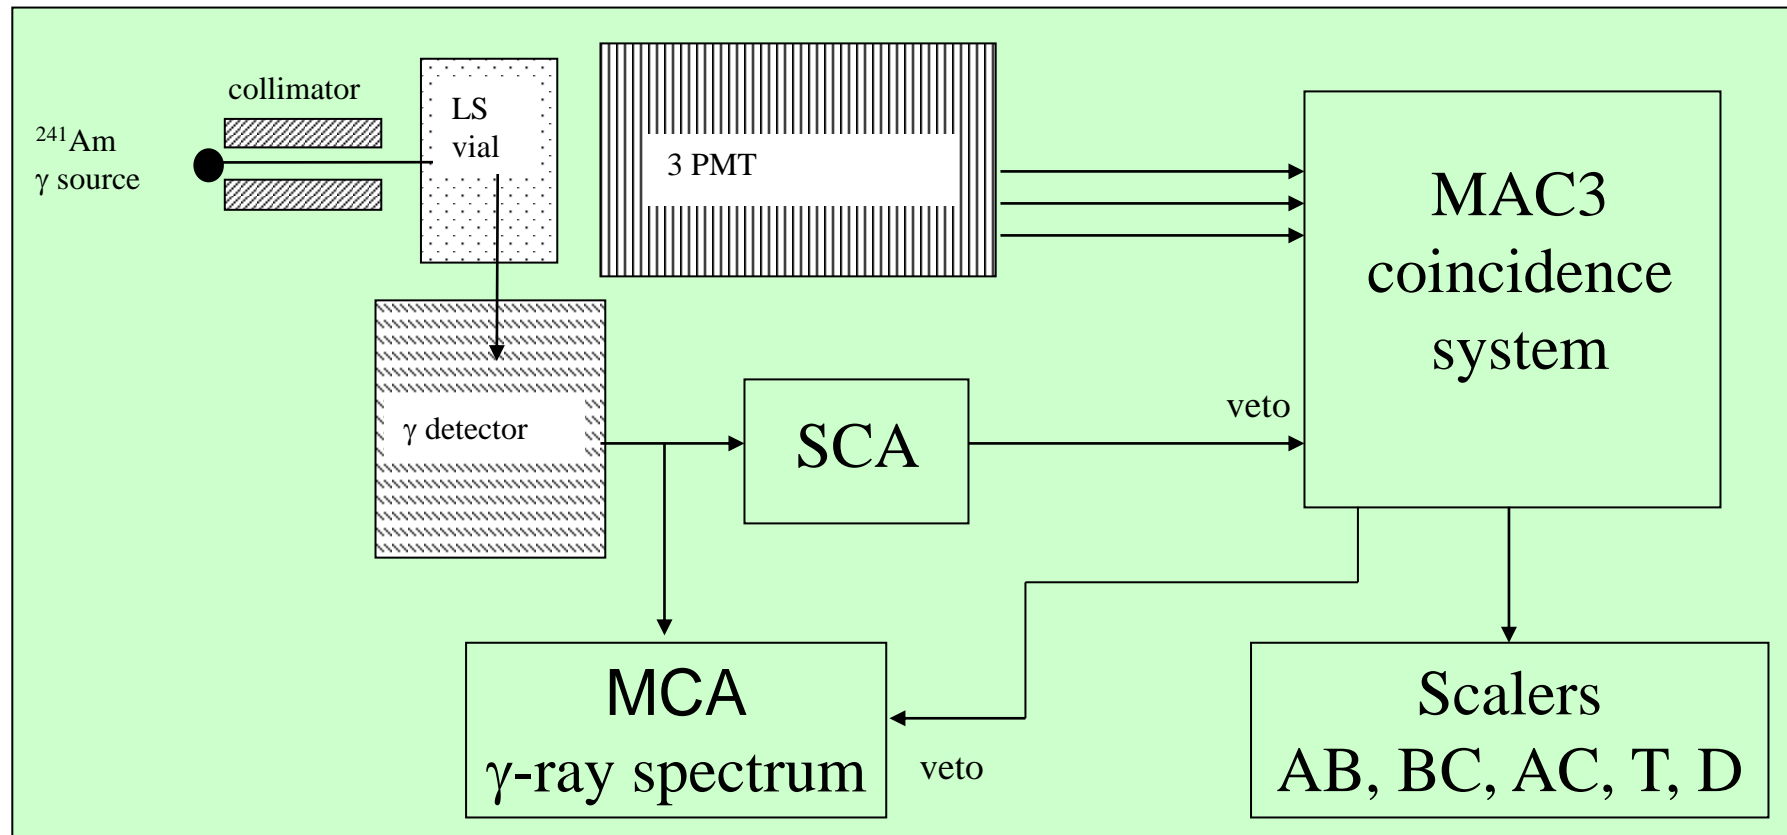 collimator
²⁴¹Am
γ source
LS
vial
3 PMT
MAC3
coincidence
system
γ detector
SCA
veto
MCA
γ-ray spectrum
veto
Scalers
AB, BC, AC, T, D